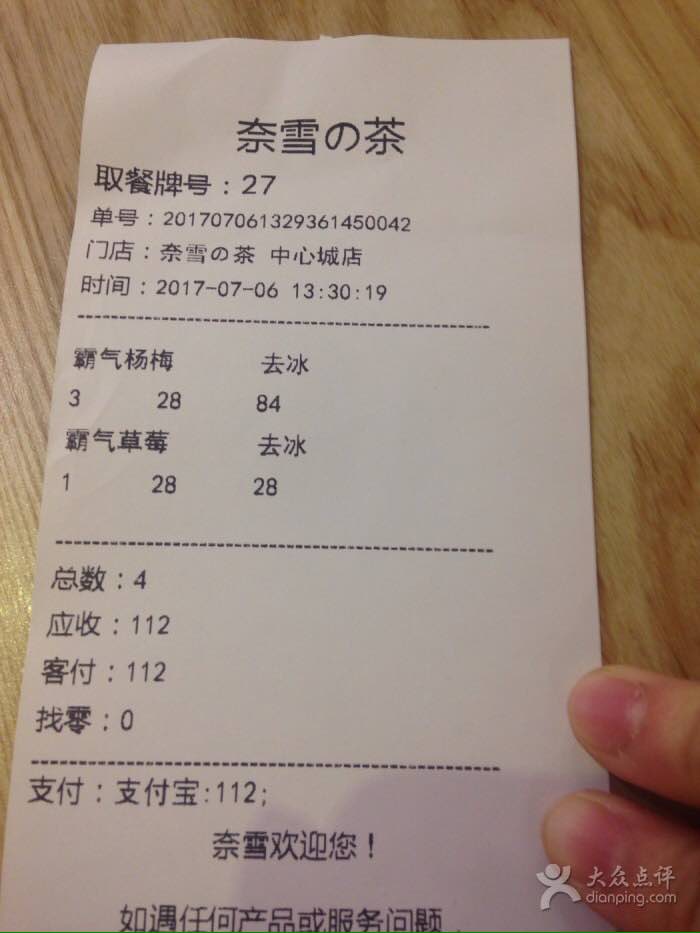 奈雪の茶
取餐牌号：27
单号：201707061329361450042
门店：奈雪の茶 中心城店
时间：2017-07-06 13:30:19
霸气杨梅 去冰
3 28 84
霸气草莓 去冰
1 28 28
总数：4
应收：112
客付：112
找零：0
支付：支付宝:112;
奈雪欢迎您！
如遇任何产品或服务问题，
大众点评
dianping.com